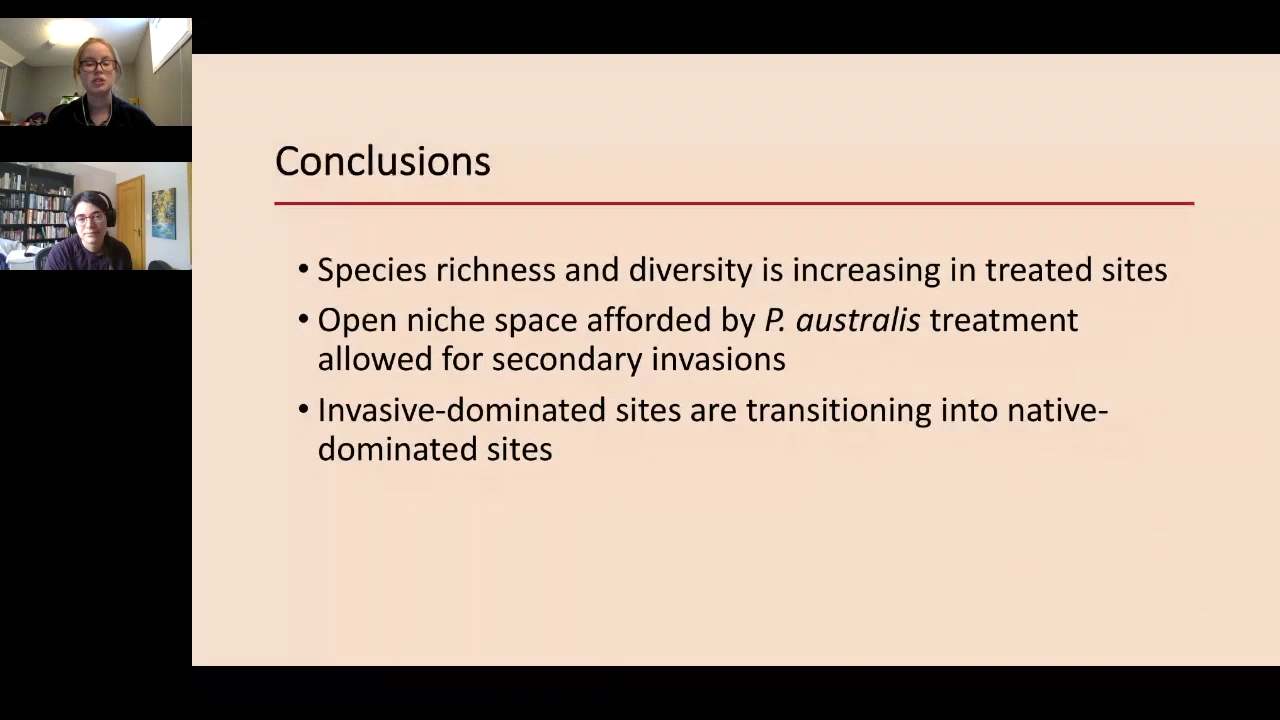 Conclusions
• Species richness and diversity is increasing in treated sites
• Open niche space afforded by P. australis treatment
allowed for secondary invasions
• Invasive-dominated sites are transitioning into native-
dominated sites